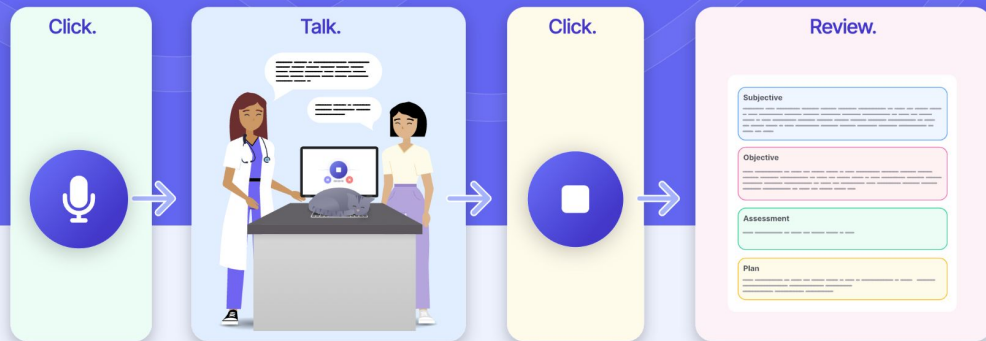 Click.
Talk.
Click.
Review.
Subjective
Objective
Assessment
Plan